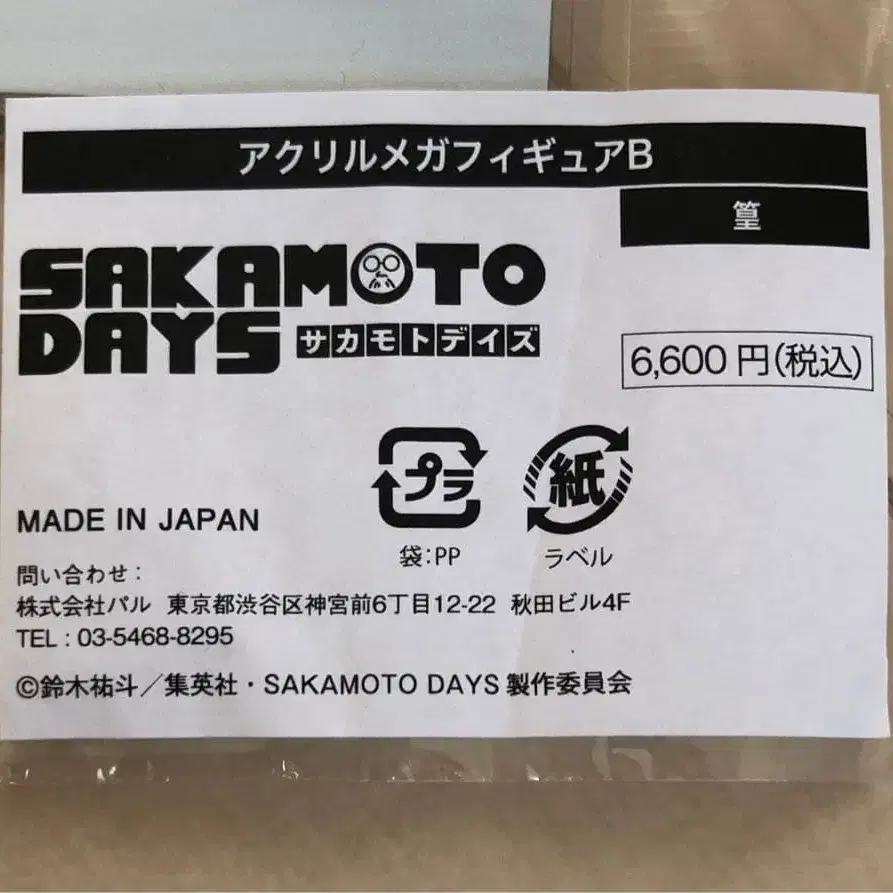 アクリルメガフィギュアB
篁
SAKAMOTO
DAYS サカモトデイズ
6,600 円(税込)
プラ
紙
袋:PP
ラベル
MADE IN JAPAN
問い合わせ:
株式会社パル 東京都渋谷区神宮前6丁目12-22 秋田ビル4F
TEL : 03-5468-8295
©鈴木祐斗/集英社・SAKAMOTO DAYS 製作委員会